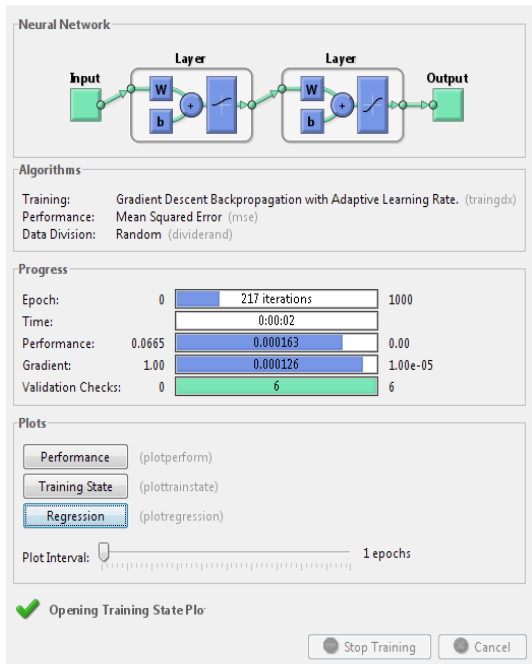 Neural Network
Layer Layer
Input Output
W W
+ +
b b
Algorithms
Training: Gradient Descent Backpropagation with Adaptive Learning Rate. (traingdx)
Performance: Mean Squared Error (mse)
Data Division: Random (dividerand)
Progress
Epoch: 0 217 iterations 1000
Time: 0:00:02
Performance: 0.0665 0.000163 0.00
Gradient: 1.00 0.000126 1.00e-05
Validation Checks: 0 6 6
Plots
Performance (plotperform)
Training State (plottrainstate)
Regression (plotregression)
Plot Interval: 1 epochs
Opening Training State Plo
Stop Training Cancel